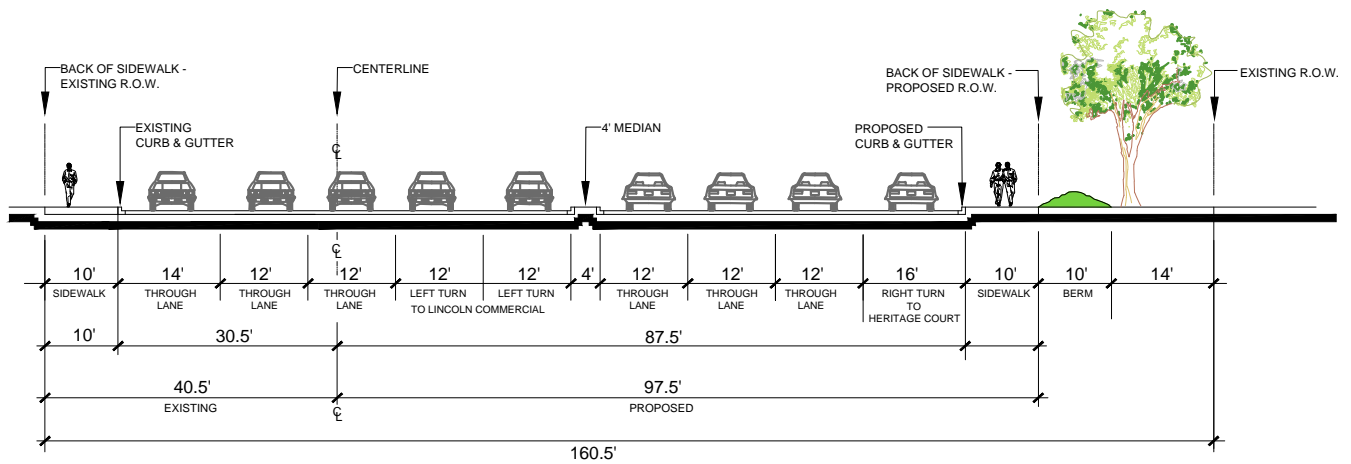 BACK OF SIDEWALK -
EXISTING R.O.W.
CENTERLINE
BACK OF SIDEWALK -
PROPOSED R.O.W.
EXISTING R.O.W.
EXISTING
CURB & GUTTER
4' MEDIAN
PROPOSED
CURB & GUTTER
℄
℄
10' 14' 12' 12' 12' 12' 4' 12' 12' 12' 16' 10' 10' 14'
SIDEWALK THROUGH THROUGH THROUGH LEFT TURN LEFT TURN THROUGH THROUGH THROUGH RIGHT TURN SIDEWALK BERM
LANE LANE LANE TO LINCOLN COMMERCIAL LANE LANE LANE TO
HERITAGE COURT
10' 30.5' 87.5'
40.5' 97.5'
EXISTING PROPOSED
℄
160.5'